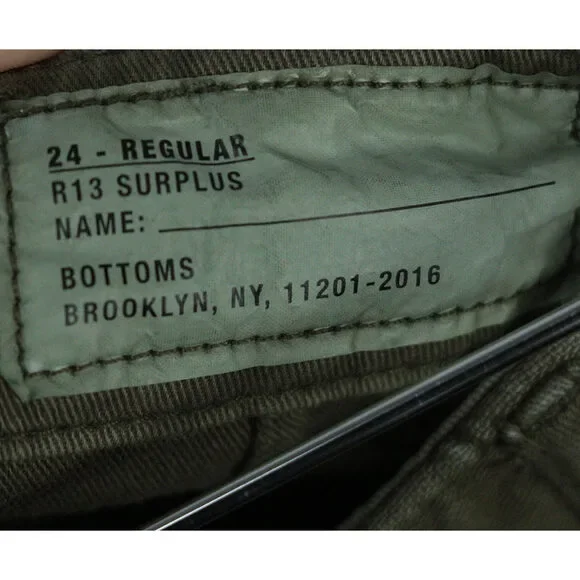 24 - REGULAR
R13 SURPLUS
NAME:
BOTTOMS
BROOKLYN, NY, 11201-2016